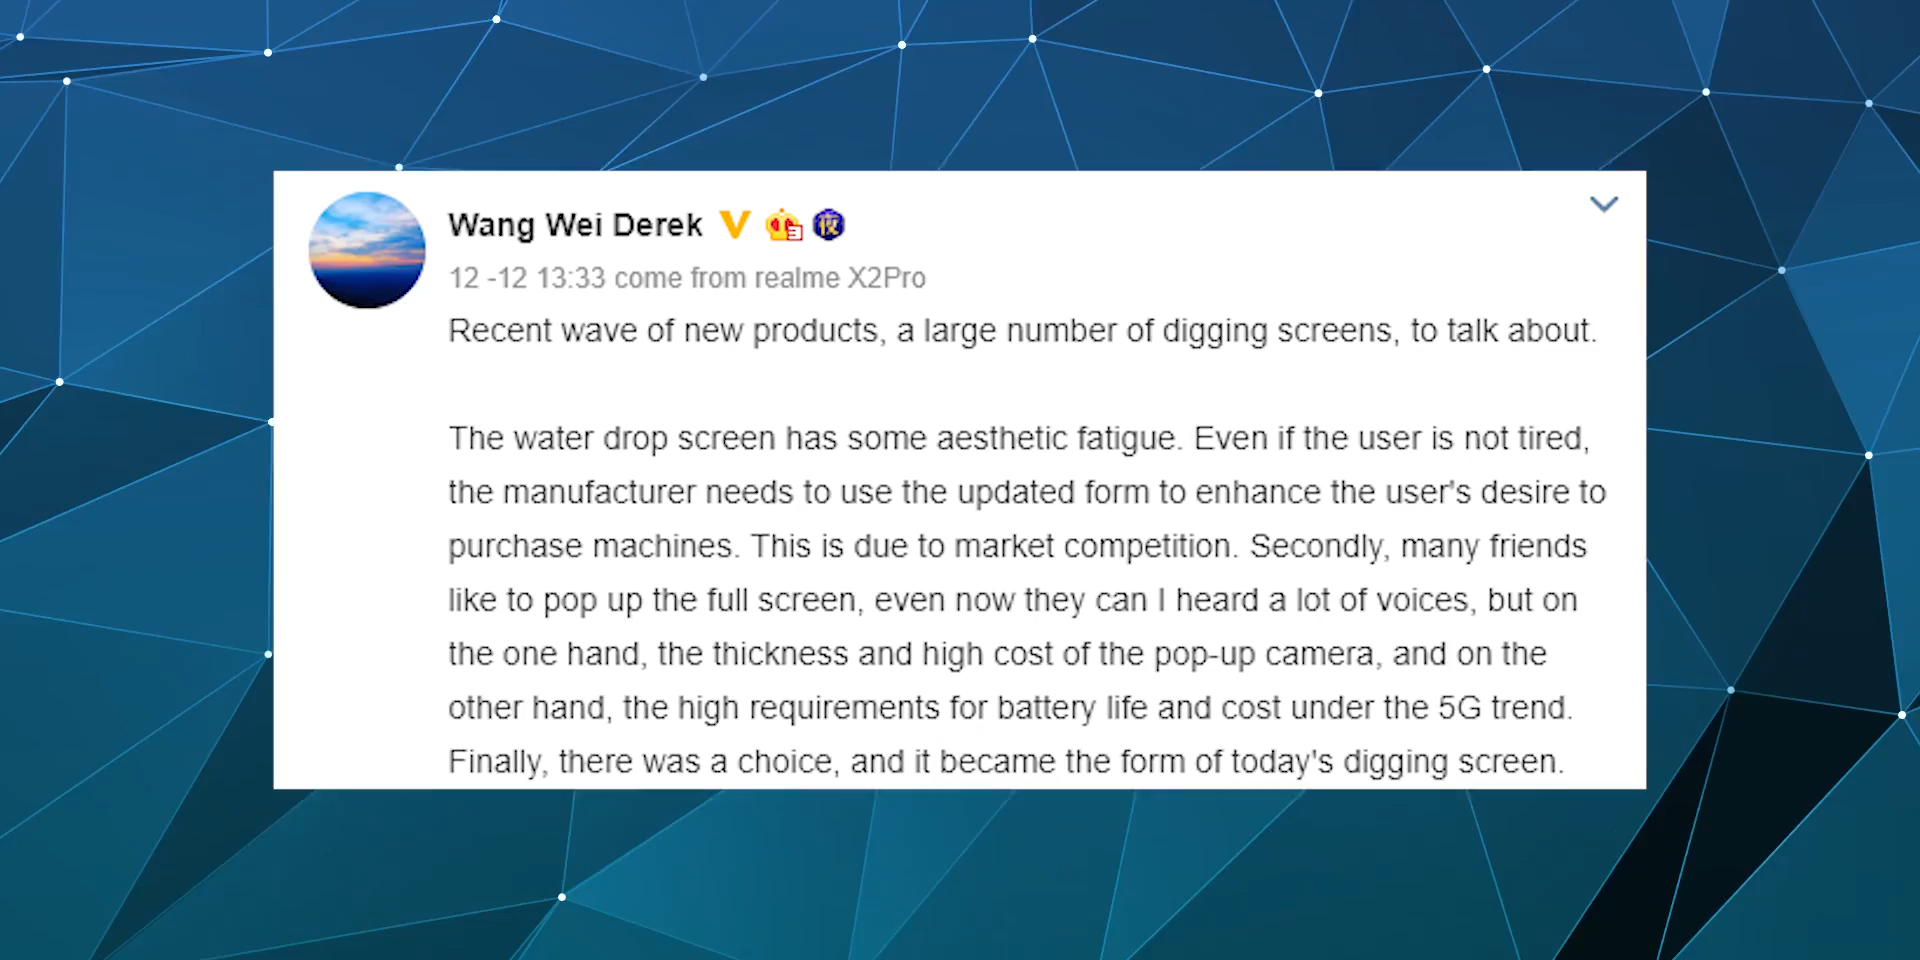 Wang Wei Derek V 3 夜
12 -12 13:33 come from realme X2Pro
Recent wave of new products, a large number of digging screens, to talk about.
The water drop screen has some aesthetic fatigue. Even if the user is not tired,
the manufacturer needs to use the updated form to enhance the user's desire to
purchase machines. This is due to market competition. Secondly, many friends
like to pop up the full screen, even now they can I heard a lot of voices, but on
the one hand, the thickness and high cost of the pop-up camera, and on the
other hand, the high requirements for battery life and cost under the 5G trend.
Finally, there was a choice, and it became the form of today's digging screen.